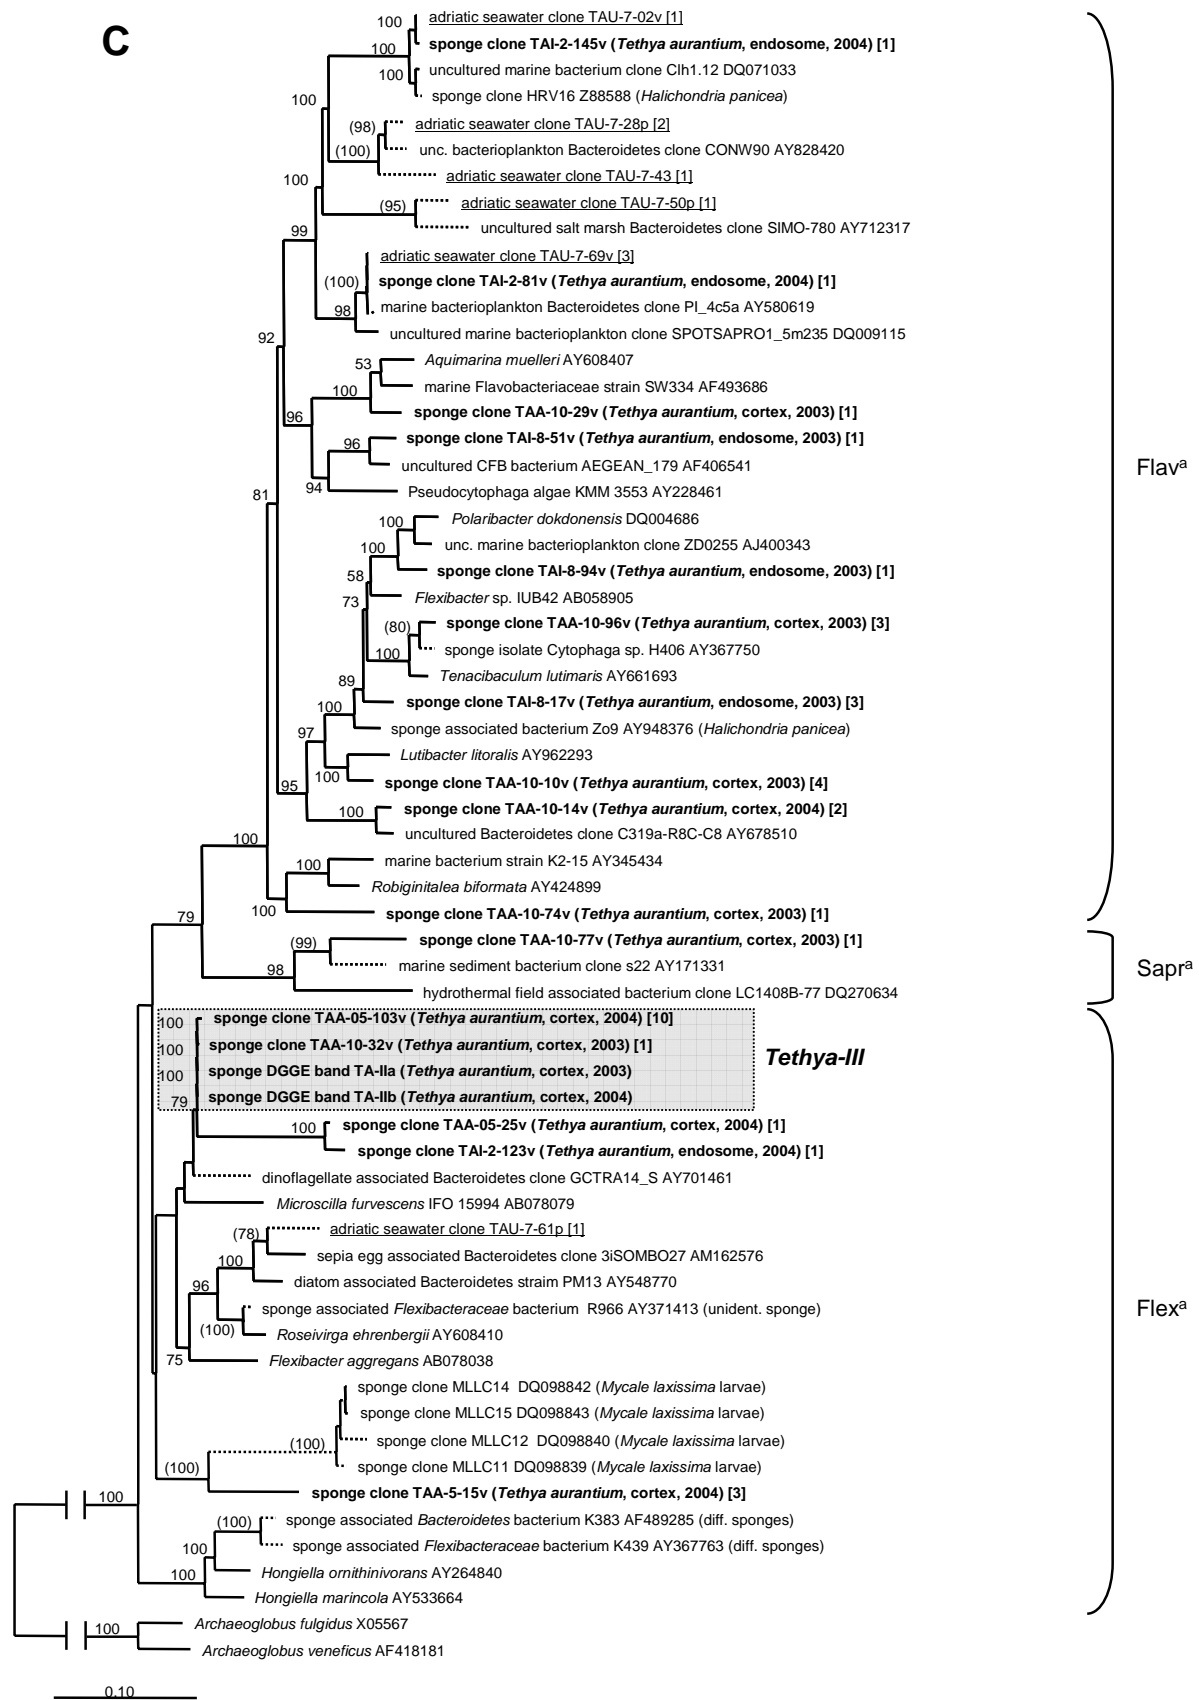 C
100 adriatic seawater clone TAU-7-02v [1]
100 sponge clone TAI-2-145v (Tethya aurantium, endosome, 2004) [1]
100 uncultured marine bacterium clone Clh1.12 DQ071033
sponge clone HRV16 Z88588 (Halichondria panicea)
100
(98) adriatic seawater clone TAU-7-28p [2]
(100) unc. bacterioplankton Bacteroidetes clone CONW90 AY828420
100 adriatic seawater clone TAU-7-43 [1]
(95) adriatic seawater clone TAU-7-50p [1]
uncultured salt marsh Bacteroidetes clone SIMO-780 AY712317
99
adriatic seawater clone TAU-7-69v [3]
(100) sponge clone TAI-2-81v (Tethya aurantium, endosome, 2004) [1]
98 marine bacterioplankton Bacteroidetes clone PI_4c5a AY580619
92 uncultured marine bacterioplankton clone SPOTSAPRO1_5m235 DQ009115
53 Aquimarina muelleri AY608407
100 marine Flavobacteriaceae strain SW334 AF493686
96 sponge clone TAA-10-29v (Tethya aurantium, cortex, 2003) [1]
96 sponge clone TAI-8-51v (Tethya aurantium, endosome, 2003) [1]
uncultured CFB bacterium AEGEAN_179 AF406541
Flava
81 94 Pseudocytophaga algae KMM 3553 AY228461
100 Polaribacter dokdonensis DQ004686
100 unc. marine bacterioplankton clone ZD0255 AJ400343
58 sponge clone TAI-8-94v (Tethya aurantium, endosome, 2003) [1]
73 Flexibacter sp. IUB42 AB058905
(80) sponge clone TAA-10-96v (Tethya aurantium, cortex, 2003) [3]
100 sponge isolate Cytophaga sp. H406 AY367750
89 Tenacibaculum lutimaris AY661693
100 sponge clone TAI-8-17v (Tethya aurantium, endosome, 2003) [3]
97 sponge associated bacterium Zo9 AY948376 (Halichondria panicea)
Lutibacter litoralis AY962293
95 100 sponge clone TAA-10-10v (Tethya aurantium, cortex, 2003) [4]
100 sponge clone TAA-10-14v (Tethya aurantium, cortex, 2004) [2]
100 uncultured Bacteroidetes clone C319a-R8C-C8 AY678510
100 marine bacterium strain K2-15 AY345434
Robiginitalea biformata AY424899
79 100 sponge clone TAA-10-74v (Tethya aurantium, cortex, 2003) [1]
(99) sponge clone TAA-10-77v (Tethya aurantium, cortex, 2003) [1]
98 marine sediment bacterium clone s22 AY171331
Sapra
hydrothermal field associated bacterium clone LC1408B-77 DQ270634
100 sponge clone TAA-05-103v (Tethya aurantium, cortex, 2004) [10]
100 sponge clone TAA-10-32v (Tethya aurantium, cortex, 2003) [1]
Tethya-III
100 sponge DGGE band TA-IIa (Tethya aurantium, cortex, 2003)
79 sponge DGGE band TA-IIb (Tethya aurantium, cortex, 2004)
100 sponge clone TAA-05-25v (Tethya aurantium, cortex, 2004) [1]
sponge clone TAI-2-123v (Tethya aurantium, endosome, 2004) [1]
dinoflagellate associated Bacteroidetes clone GCTRA14_S AY701461
Microscilla furvescens IFO 15994 AB078079
(78) adriatic seawater clone TAU-7-61p [1]
100 sepia egg associated Bacteroidetes clone 3iSOMBO27 AM162576
96 diatom associated Bacteroidetes straim PM13 AY548770
sponge associated Flexibacteraceae bacterium R966 AY371413 (unident. sponge)
Flexa
(100) Roseivirga ehrenbergii AY608410
75 Flexibacter aggregans AB078038
sponge clone MLLC14 DQ098842 (Mycale laxissima larvae)
sponge clone MLLC15 DQ098843 (Mycale laxissima larvae)
(100) sponge clone MLLC12 DQ098840 (Mycale laxissima larvae)
(100) sponge clone MLLC11 DQ098839 (Mycale laxissima larvae)
100 sponge clone TAA-5-15v (Tethya aurantium, cortex, 2004) [3]
(100) sponge associated Bacteroidetes bacterium K383 AF489285 (diff. sponges)
100 sponge associated Flexibacteraceae bacterium K439 AY367763 (diff. sponges)
100 Hongiella ornithinivorans AY264840
Hongiella marincola AY533664
100 Archaeoglobus fulgidus X05567
Archaeoglobus veneficus AF418181
0.10